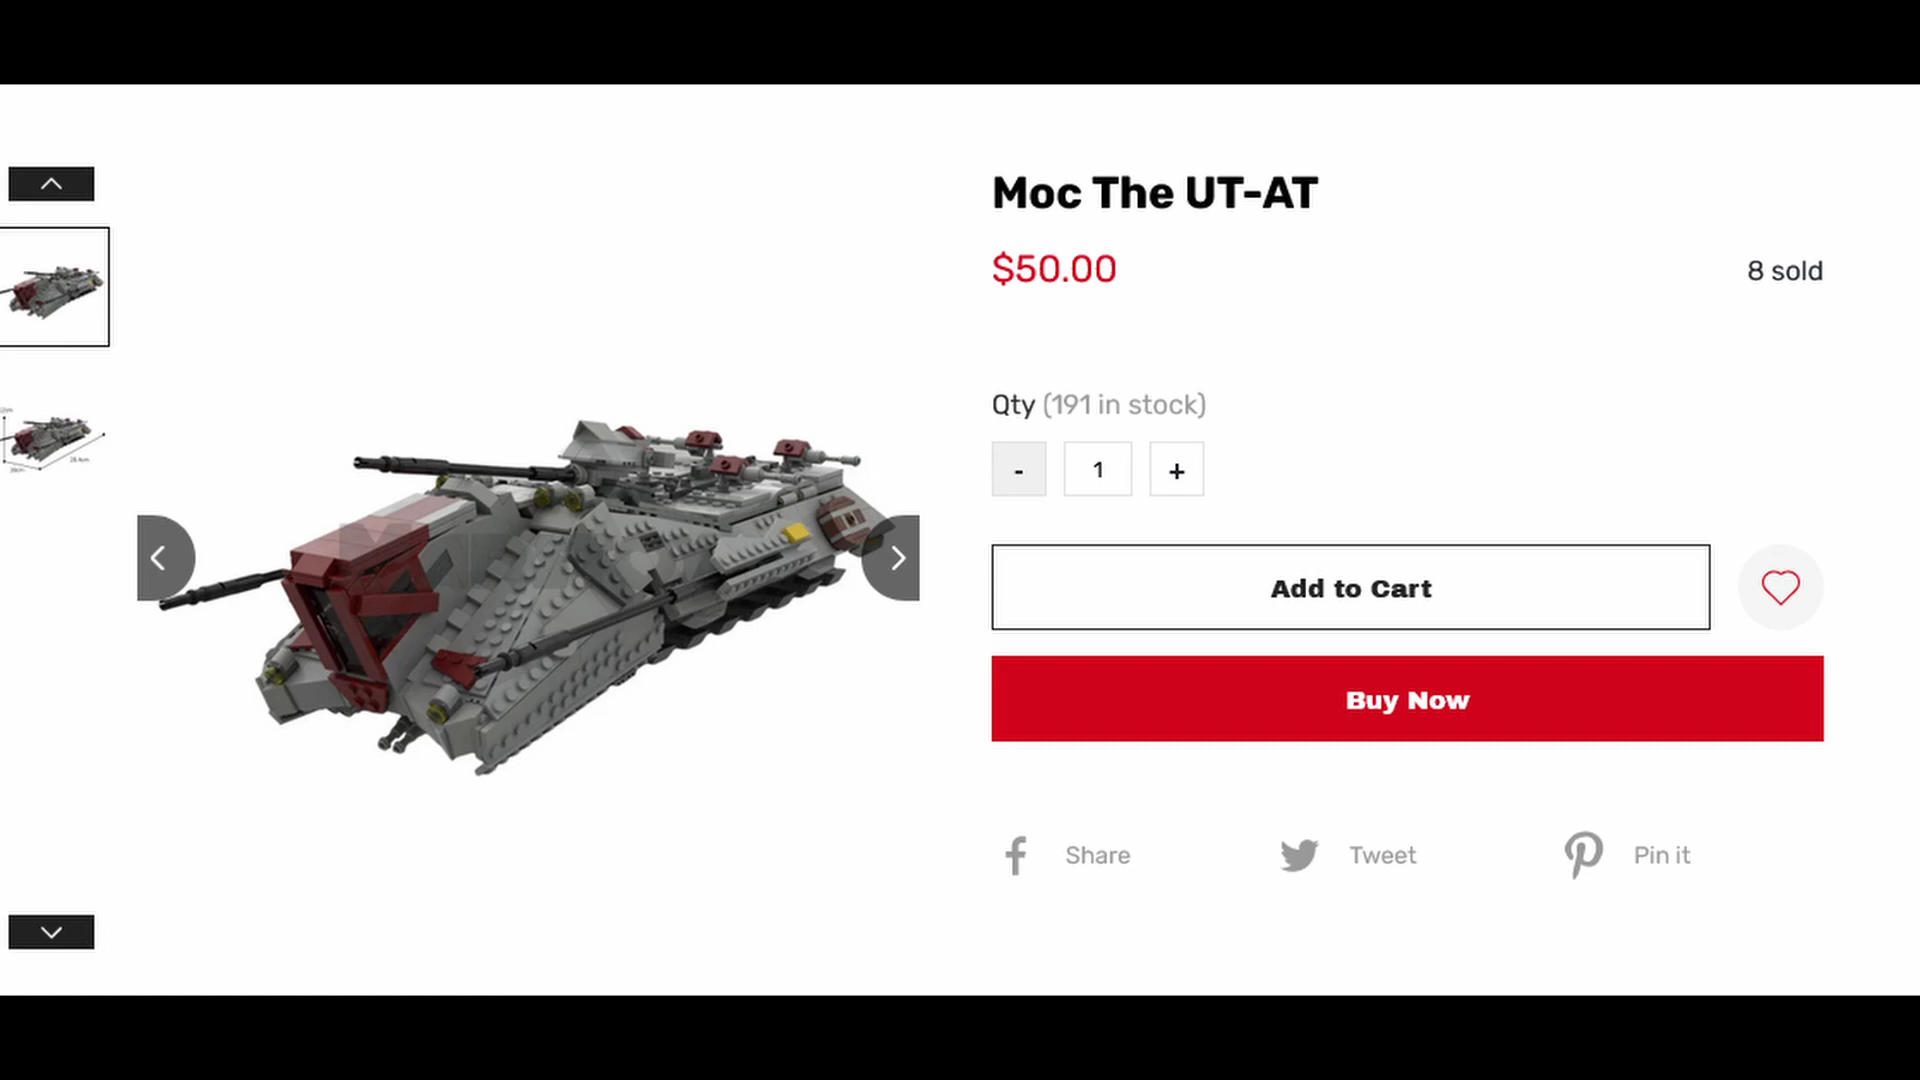 Moc The UT-AT
$50.00
8 sold
Qty (191 in stock)
- 1 +
Add to Cart
Buy Now
Share
Tweet
Pin it